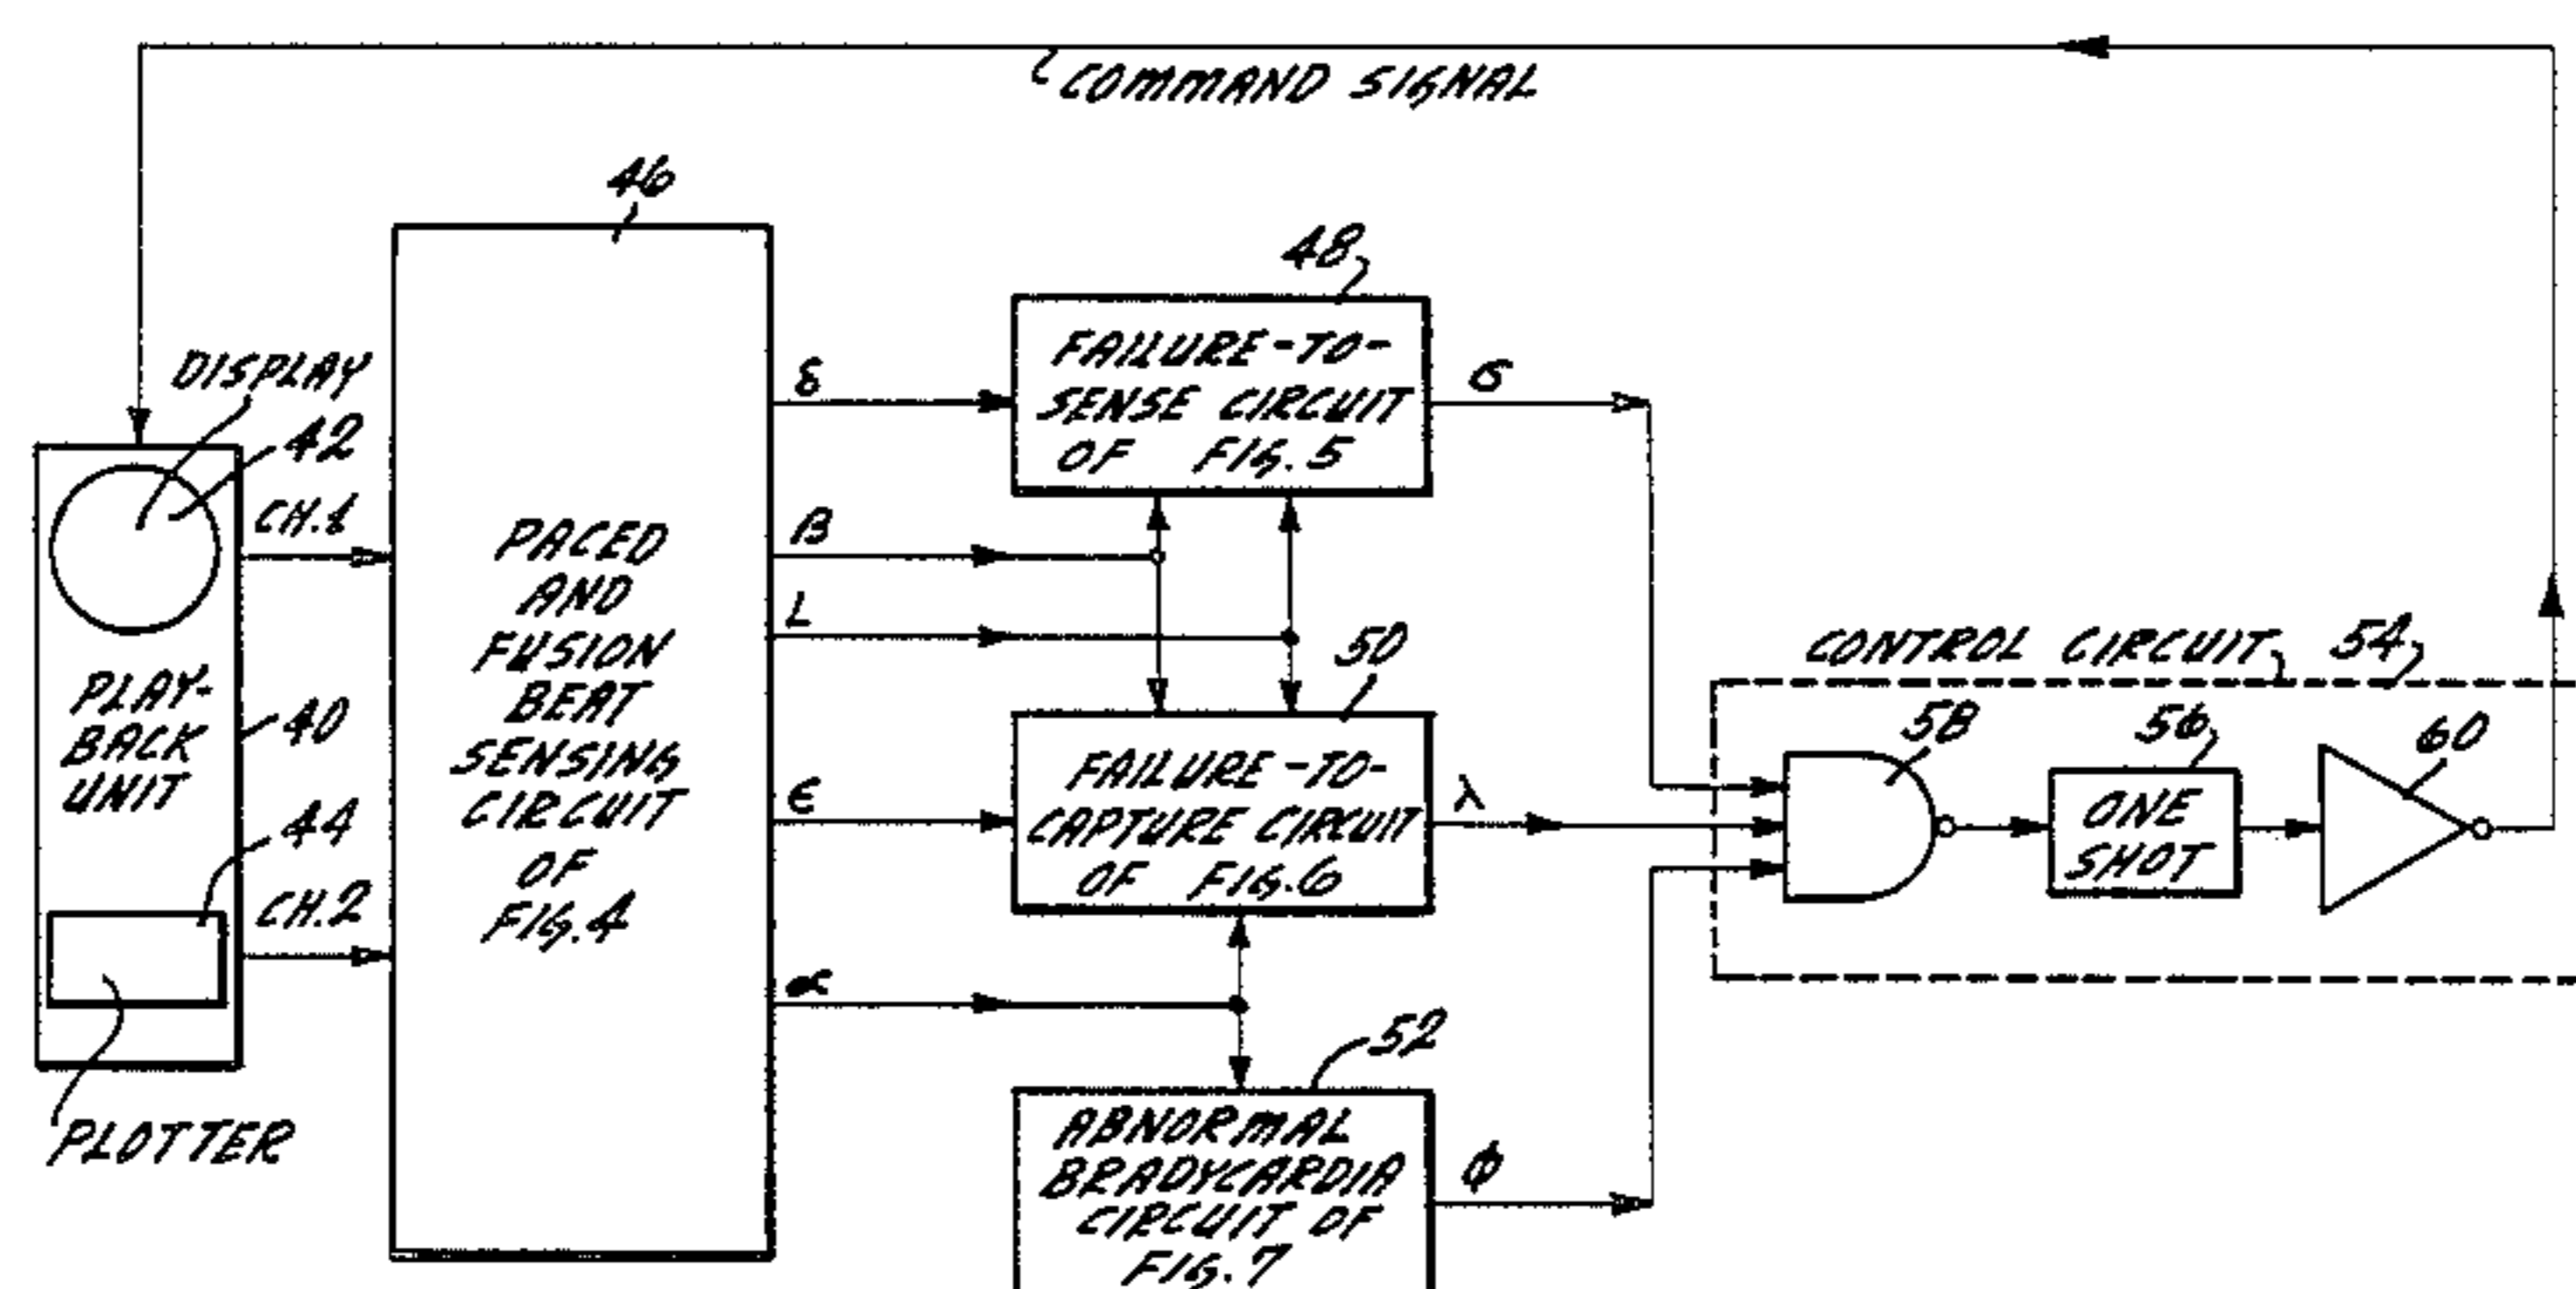 COMMAND SIGNAL
46
48
DISPLAY
42
CH.1
PLAY-
BACK
UNIT
40
44
CH.2
PLOTTER
PACED
AND
FUSION
BEAT
SENSING
CIRCUIT
OF
FIG.4
δ
β
L
ε
α
FAILURE-TO-
SENSE CIRCUIT
OF FIG.5
σ
50
FAILURE-TO-
CAPTURE CIRCUIT
OF FIG.6
λ
52
ABNORMAL
BRADYCARDIA
CIRCUIT OF
FIG.7
φ
CONTROL CIRCUIT
54
58
56
ONE
SHOT
60